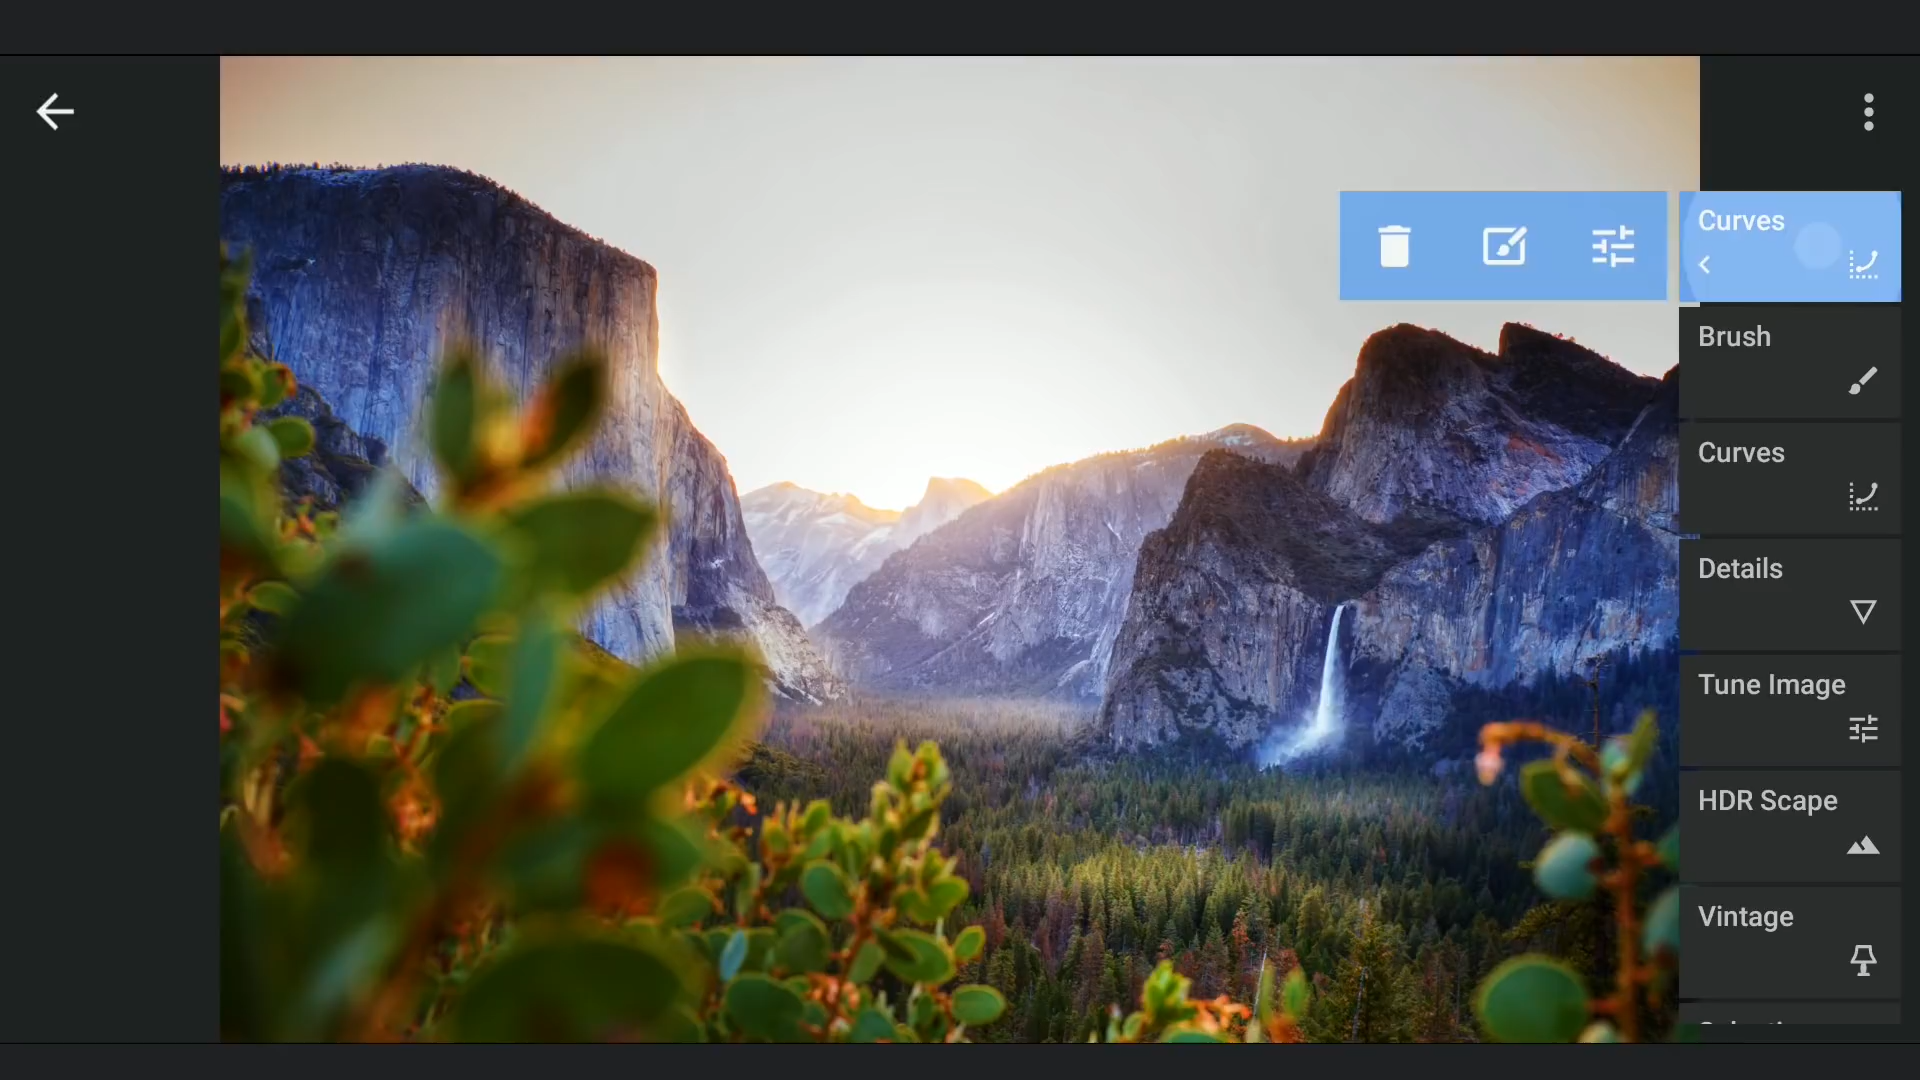 Curves
Brush
Curves
Details
Tune Image
HDR Scape
Vintage